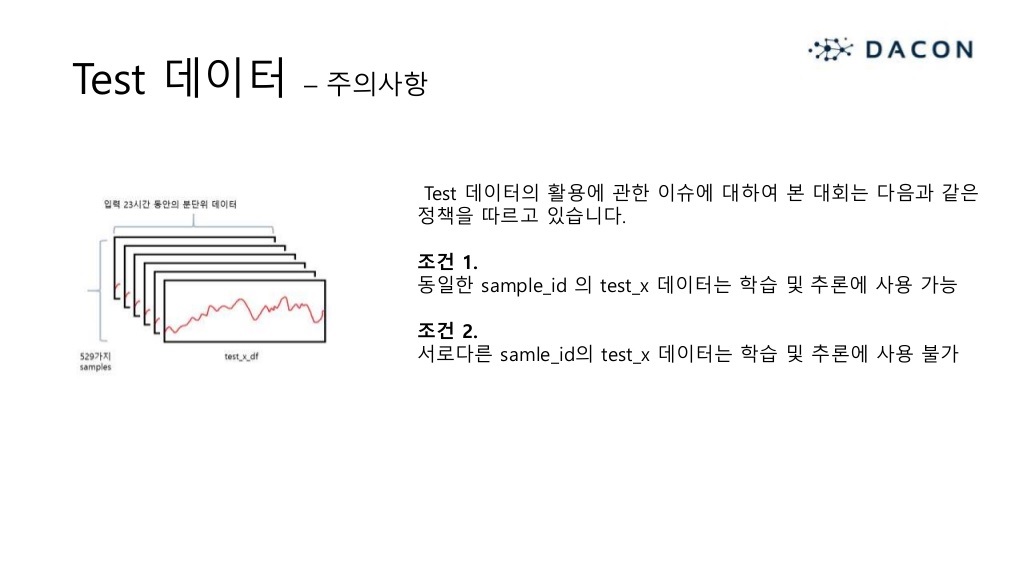 DACON
Test 데이터 – 주의사항
입력 23시간 동안의 분단위 데이터
529가지
samples
test_x_df
Test 데이터의 활용에 관한 이슈에 대하여 본 대회는 다음과 같은
정책을 따르고 있습니다.
조건 1.
동일한 sample_id 의 test_x 데이터는 학습 및 추론에 사용 가능
조건 2.
서로다른 samle_id의 test_x 데이터는 학습 및 추론에 사용 불가